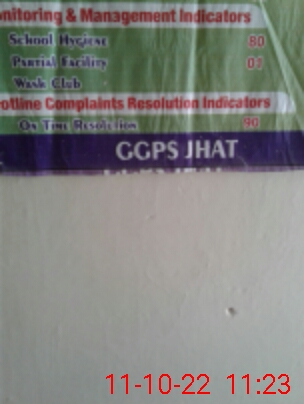 onitoring & Management Indicators
School Hygiene 80
Partial Facility 07
Wash Club
otline Complaints Resolution Indicators
On Time Resolution 90
GGPS JHAT
11-10-22 11:23